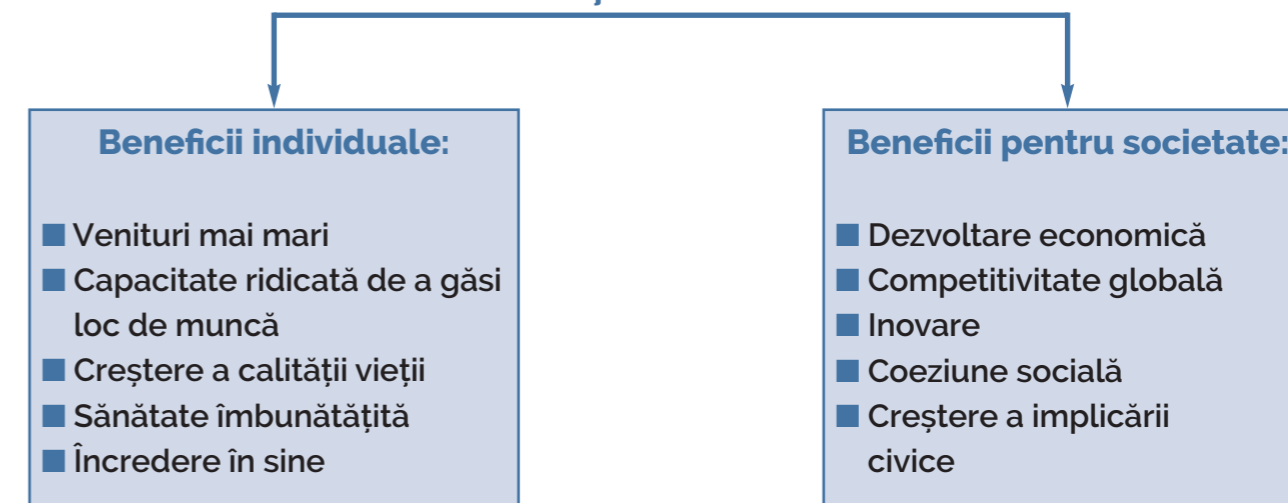 Beneficii individuale:
Venituri mai mari
Capacitate ridicată de a găsi
loc de muncă
Creștere a calității vieții
Sănătate îmbunătățită
Încredere în sine
Beneficii pentru societate:
Dezvoltare economică
Competitivitate globală
Inovare
Coeziune socială
Creștere a implicării
civice